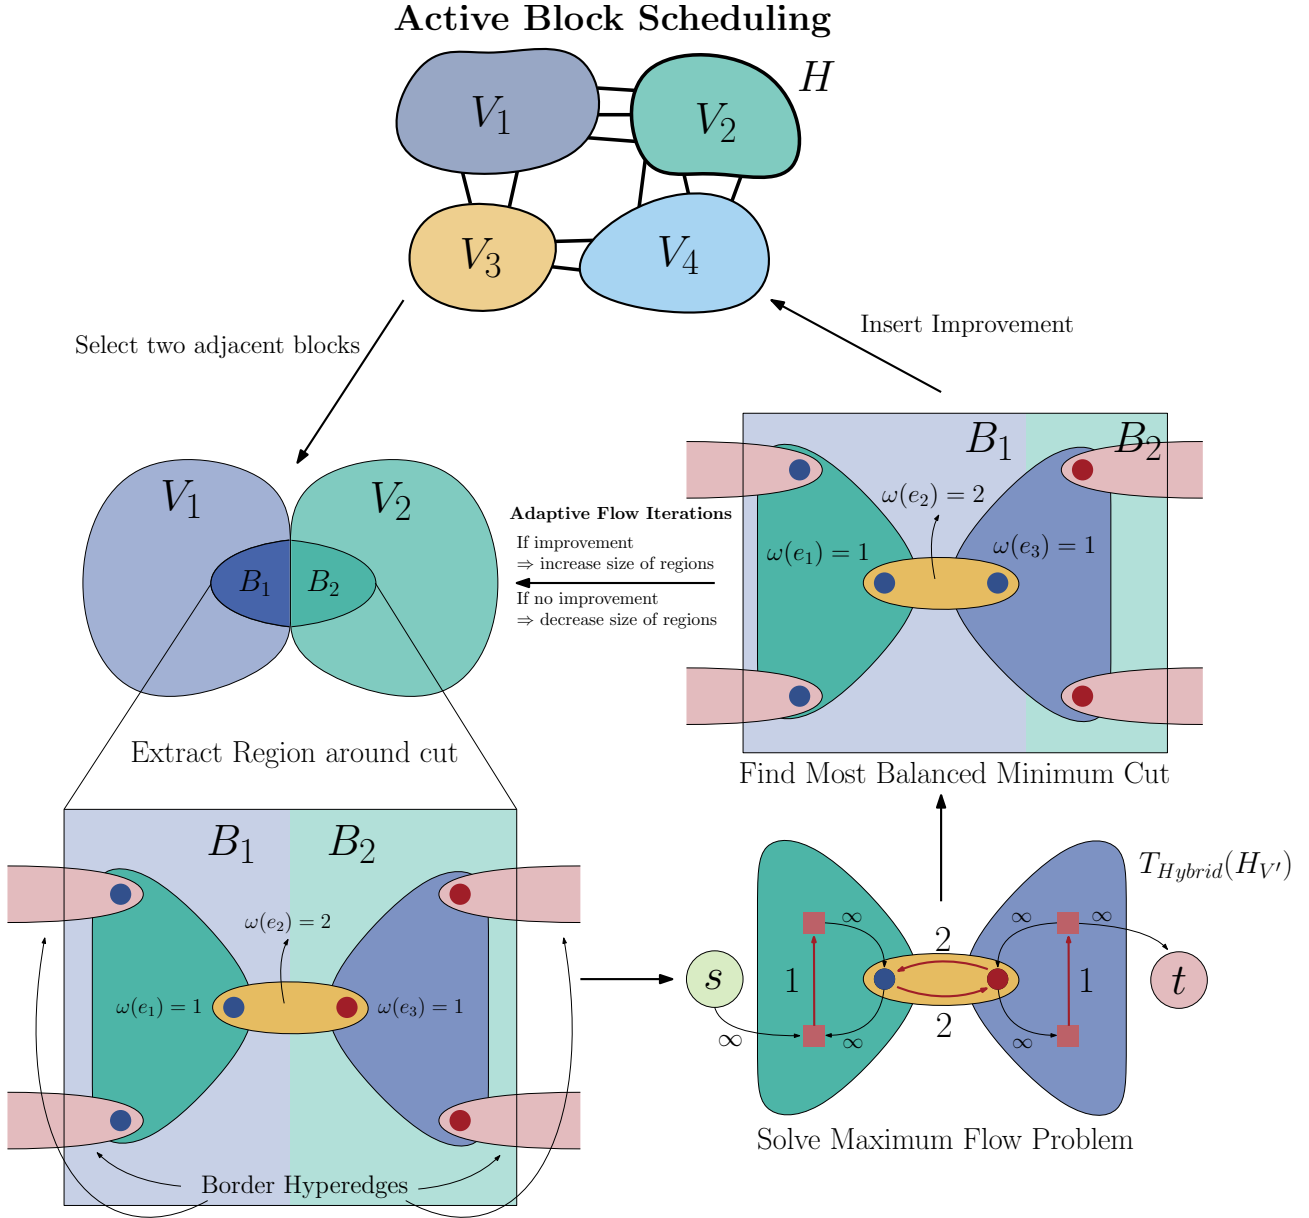 Active Block Scheduling
H
V₁
V₂
V₃
V₄
Select two adjacent blocks
Insert Improvement
V₁
V₂
B₁
B₂
Adaptive Flow Iterations
If improvement
⇒ increase size of regions
If no improvement
⇒ decrease size of regions
B₁
B₂
ω(e₂) = 2
ω(e₁) = 1
ω(e₃) = 1
Find Most Balanced Minimum Cut
Extract Region around cut
B₁
B₂
ω(e₂) = 2
ω(e₁) = 1
ω(e₃) = 1
Border Hyperedges
T_{Hybrid}(H_{V'})
∞
∞
∞
2
s
1
1
t
∞
∞
∞
2
Solve Maximum Flow Problem